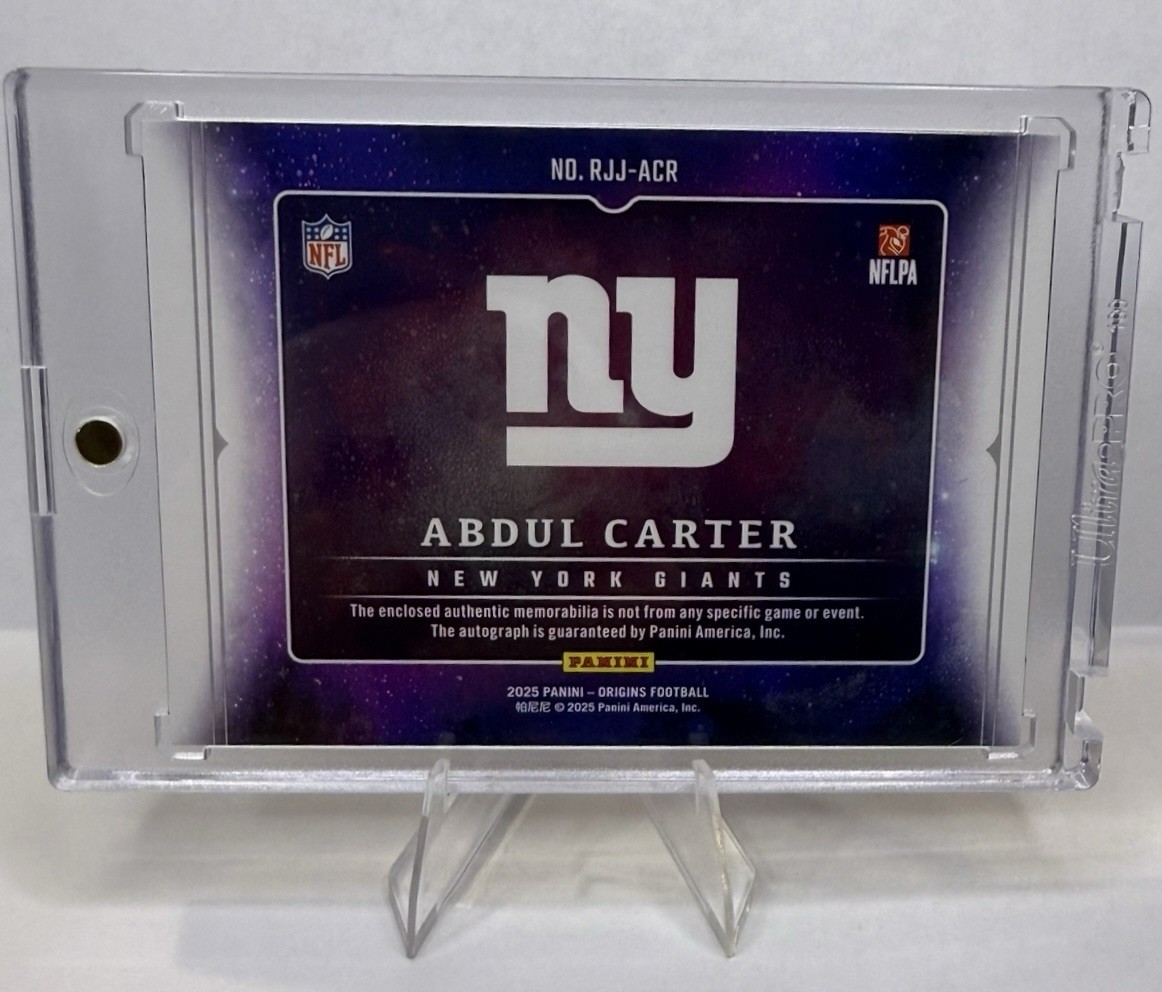 NO. RJJ-ACR
NFL
NFLPA
ny
ABDUL CARTER
NEW YORK GIANTS
The enclosed authentic memorabilia is not from any specific game or event.
The autograph is guaranteed by Panini America, Inc.
PANINI
2025 PANINI – ORIGINS FOOTBALL
帕尼尼 © 2025 Panini America, Inc.
Ultra PRO